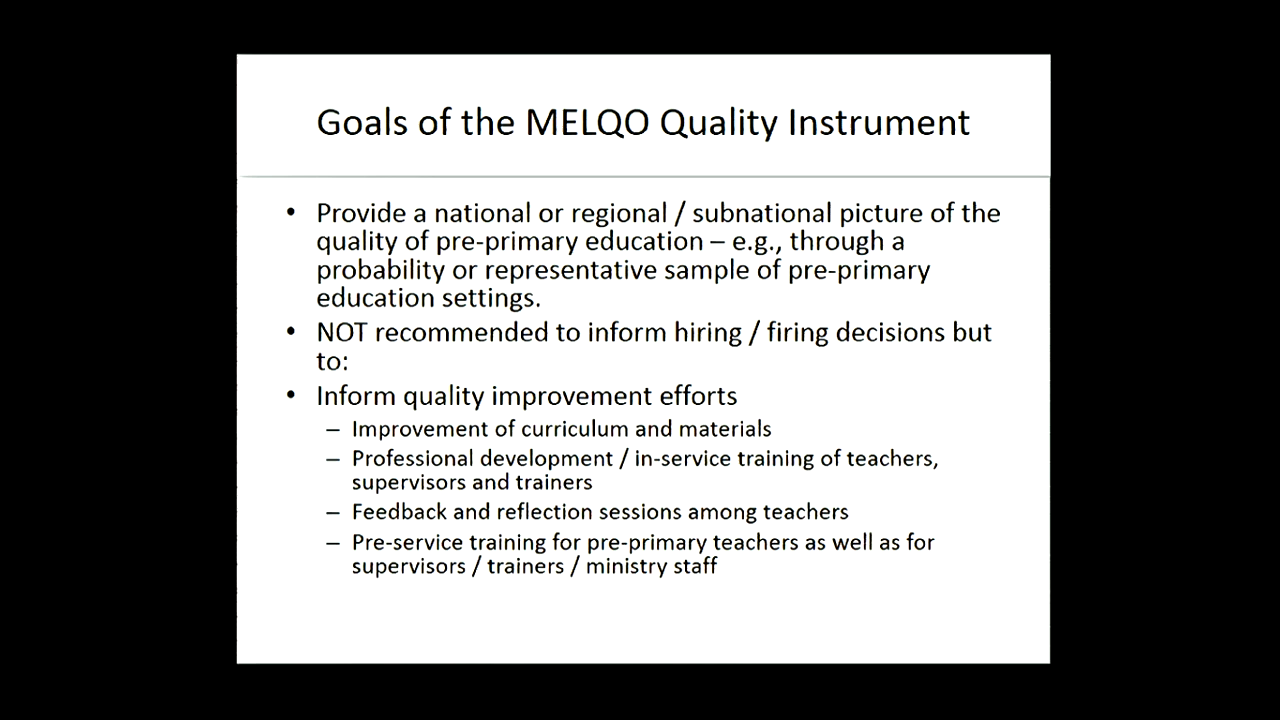 Goals of the MELQO Quality Instrument
• Provide a national or regional / subnational picture of the
quality of pre-primary education – e.g., through a
probability or representative sample of pre-primary
education settings.
• NOT recommended to inform hiring / firing decisions but
to:
• Inform quality improvement efforts
– Improvement of curriculum and materials
– Professional development / in-service training of teachers,
supervisors and trainers
– Feedback and reflection sessions among teachers
– Pre-service training for pre-primary teachers as well as for
supervisors / trainers / ministry staff